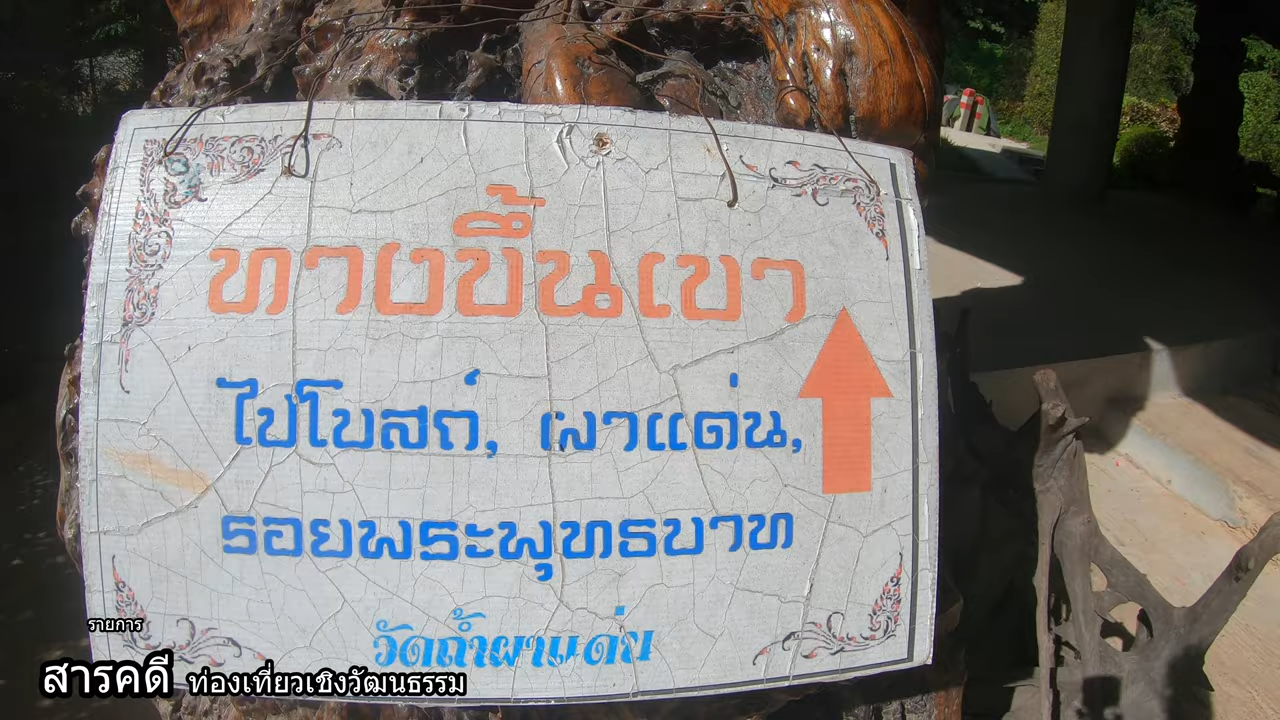 ทางขึ้นเขา
ไปโบสถ์, ผาแด่น,
รอยพระพุทธบาท
วัดถ้ำผาแด่น
รายการ
สารคดี ท่องเที่ยวเชิงวัฒนธรรม